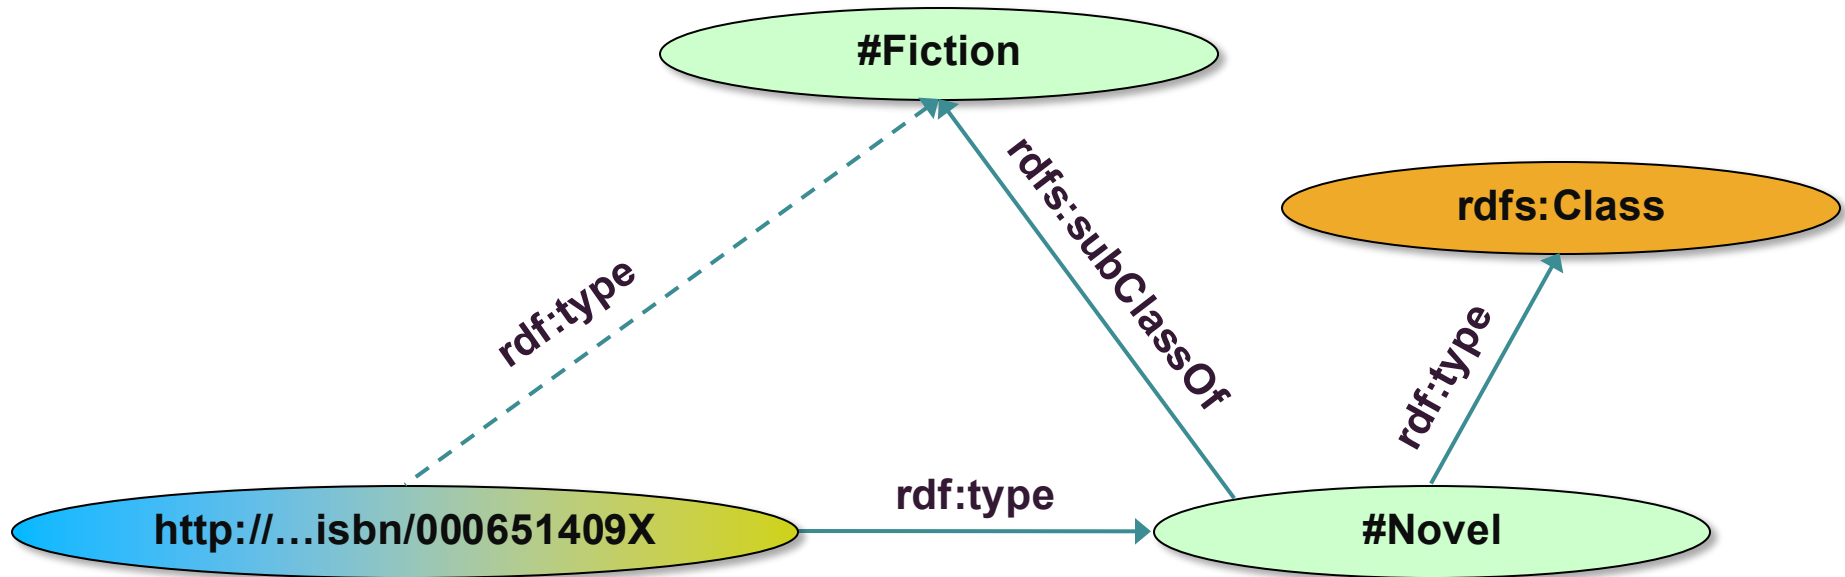 #Fiction
rdfs:subClassOf
rdfs:Class
rdf:type
rdf:type
rdf:type
http://…isbn/000651409X
#Novel